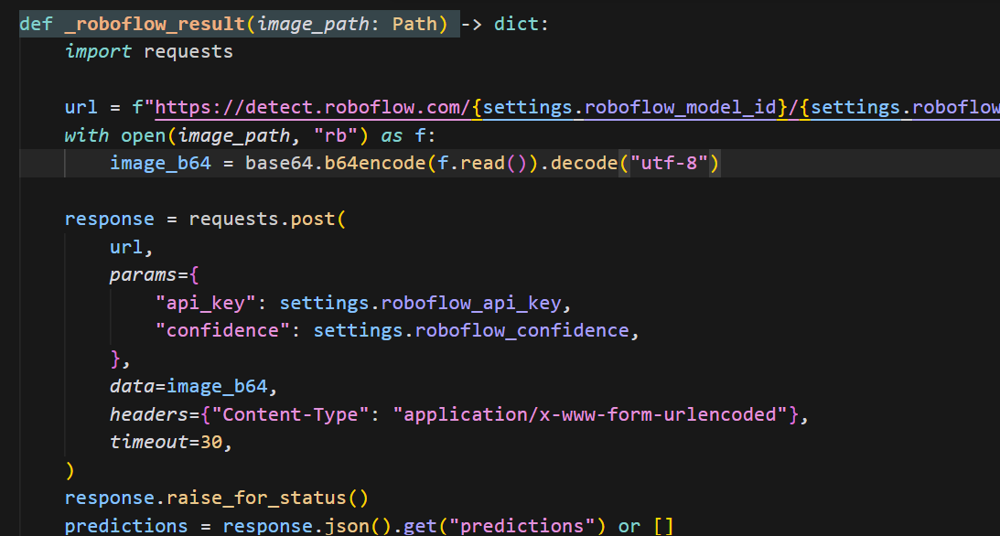 def _roboflow_result(image_path: Path) -> dict:
    import requests

    url = f"https://detect.roboflow.com/{settings.roboflow_model_id}/{settings.roboflow
    with open(image_path, "rb") as f:
        image_b64 = base64.b64encode(f.read()).decode("utf-8")

    response = requests.post(
        url,
        params={
            "api_key": settings.roboflow_api_key,
            "confidence": settings.roboflow_confidence,
        },
        data=image_b64,
        headers={"Content-Type": "application/x-www-form-urlencoded"},
        timeout=30,
    )
    response.raise_for_status()
    predictions = response.json().get("predictions") or []